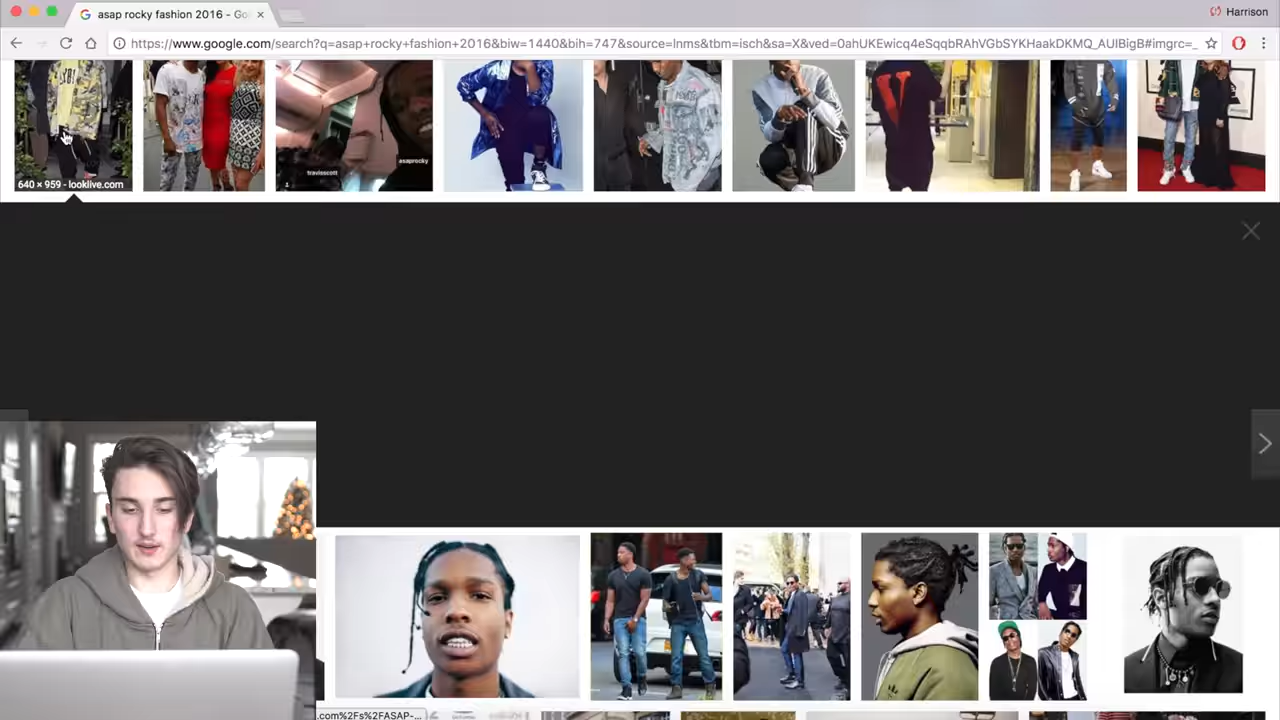 asap rocky fashion 2016 - Go
Harrison
https://www.google.com/search?q=asap+rocky+fashion+2016&biw=1440&bih=747&source=lnms&tbm=isch&sa=X&ved=0ahUKEwicq4eSqqbRAhVGbSYKHaakDKMQ_AUIBigB#imgrc=_
V
asaprocky
travisscott
640 × 959 - looklive.com
.com%2Fs%2FASAP-...